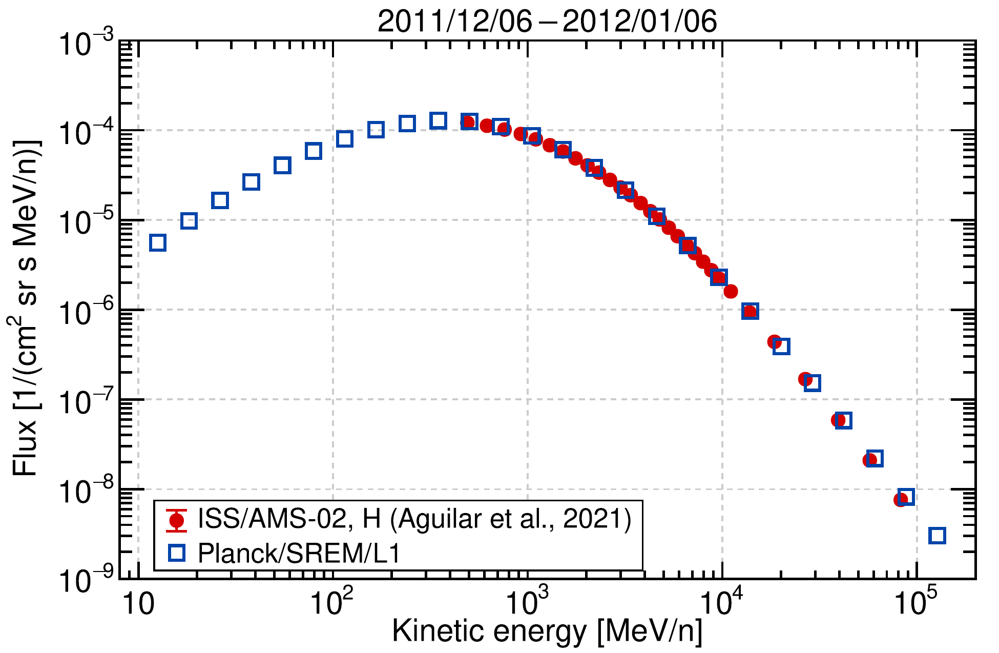 2011/12/06−2012/01/06
10⁻³
10⁻⁴
10⁻⁵
10⁻⁶
10⁻⁷
10⁻⁸
10⁻⁹
Flux [1/(cm² sr s MeV/n)]
ISS/AMS-02, H (Aguilar et al., 2021)
Planck/SREM/L1
10 10² 10³ 10⁴ 10⁵
Kinetic energy [MeV/n]